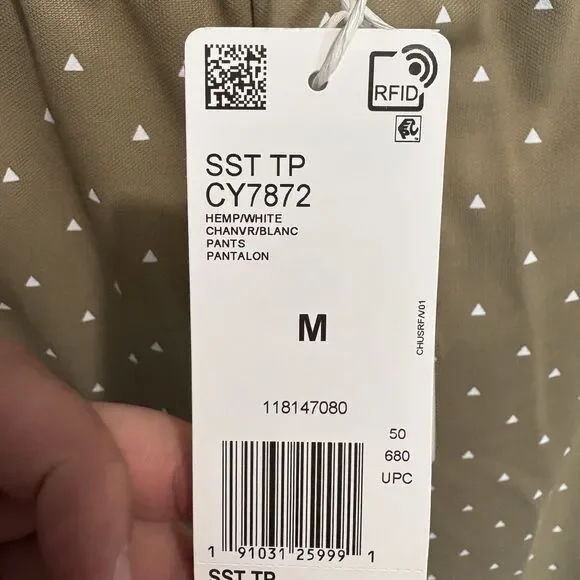 RFID
SST TP
CY7872
HEMP/WHITE
CHANVR/BLANC
PANTS
PANTALON
M
CHUSRF/V01
118147080
50
680
UPC
1 91031 25999 1
SST TP